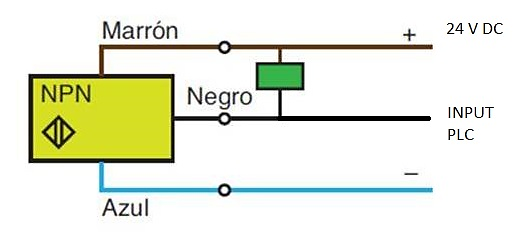 Marrón
+
24 V DC
NPN
Negro
INPUT
PLC
–
Azul